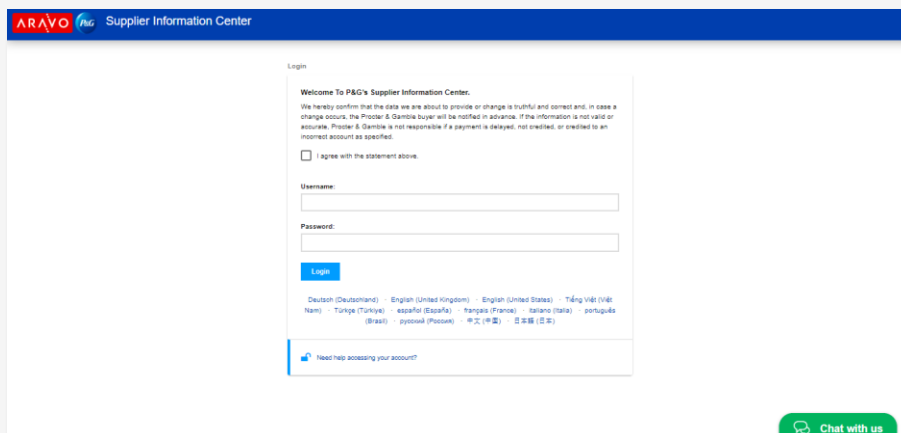 ARAVO P&G Supplier Information Center
Login
Welcome To P&G's Supplier Information Center.
We hereby confirm that the data we are about to provide or change is truthful and correct and, in case a
change occurs, the Procter & Gamble buyer will be notified in advance. If the information is not valid or
accurate, Procter & Gamble is not responsible if a payment is delayed, not credited, or credited to an
incorrect account as specified.
I agree with the statement above.
Username:
Password:
Login
Deutsch (Deutschland) · English (United Kingdom) · English (United States) · Tiếng Việt (Việt
Nam) · Türkçe (Türkiye) · español (España) · français (France) · italiano (Italia) · português
(Brasil) · русский (Россия) · 中文 (中国) · 日本語 (日本)
Need help accessing your account?
Chat with us